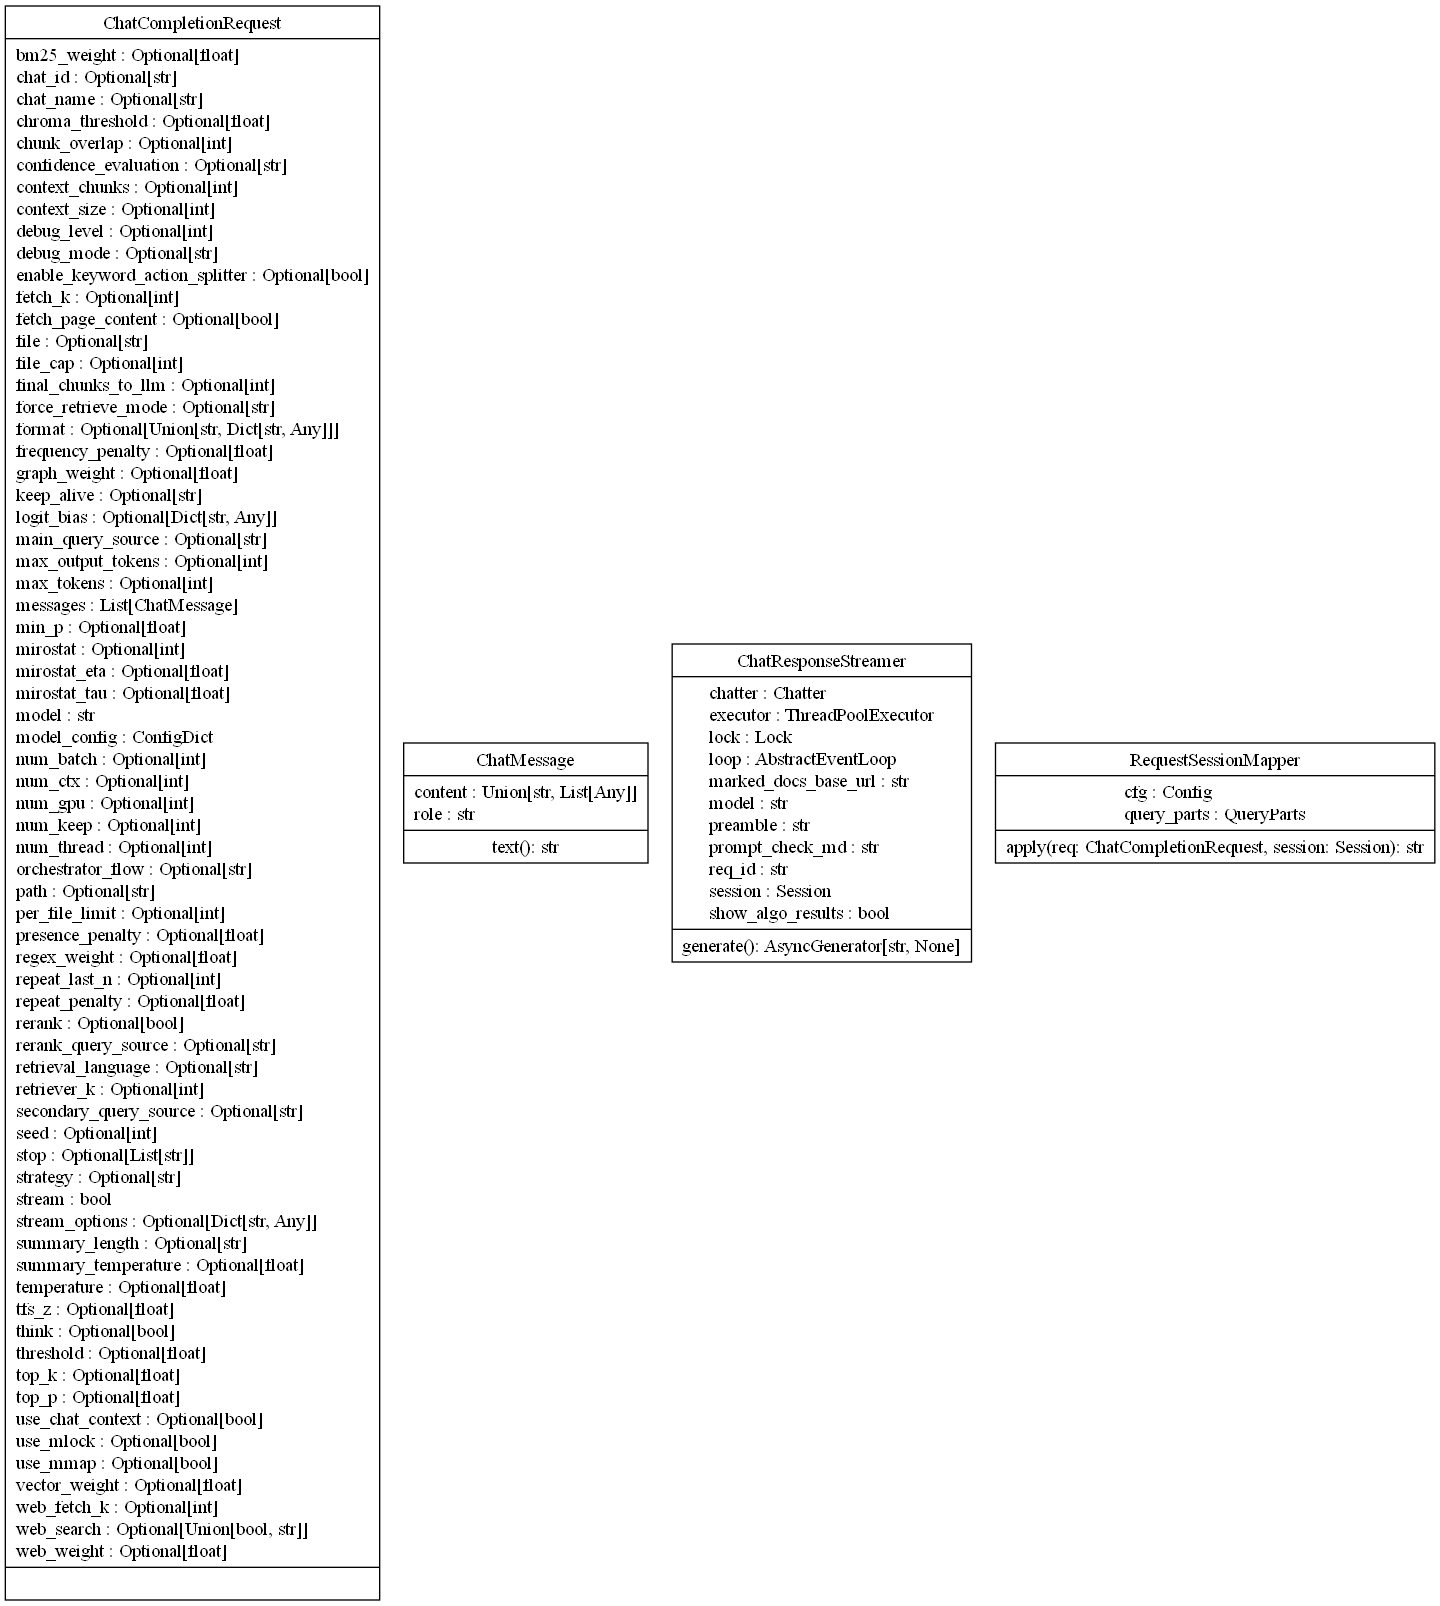 ChatCompletionRequest
bm25_weight : Optional[float]
chat_id : Optional[str]
chat_name : Optional[str]
chroma_threshold : Optional[float]
chunk_overlap : Optional[int]
confidence_evaluation : Optional[str]
context_chunks : Optional[int]
context_size : Optional[int]
debug_level : Optional[int]
debug_mode : Optional[str]
enable_keyword_action_splitter : Optional[bool]
fetch_k : Optional[int]
fetch_page_content : Optional[bool]
file : Optional[str]
file_cap : Optional[int]
final_chunks_to_llm : Optional[int]
force_retrieve_mode : Optional[str]
format : Optional[Union[str, Dict[str, Any]]]
frequency_penalty : Optional[float]
graph_weight : Optional[float]
keep_alive : Optional[str]
logit_bias : Optional[Dict[str, Any]]
main_query_source : Optional[str]
max_output_tokens : Optional[int]
max_tokens : Optional[int]
messages : List[ChatMessage]
min_p : Optional[float]
mirostat : Optional[int]
mirostat_eta : Optional[float]
mirostat_tau : Optional[float]
model : str
model_config : ConfigDict
num_batch : Optional[int]
num_ctx : Optional[int]
num_gpu : Optional[int]
num_keep : Optional[int]
num_thread : Optional[int]
orchestrator_flow : Optional[str]
path : Optional[str]
per_file_limit : Optional[int]
presence_penalty : Optional[float]
regex_weight : Optional[float]
repeat_last_n : Optional[int]
repeat_penalty : Optional[float]
rerank : Optional[bool]
rerank_query_source : Optional[str]
retrieval_language : Optional[str]
retriever_k : Optional[int]
secondary_query_source : Optional[str]
seed : Optional[int]
stop : Optional[List[str]]
strategy : Optional[str]
stream : bool
stream_options : Optional[Dict[str, Any]]
summary_length : Optional[str]
summary_temperature : Optional[float]
temperature : Optional[float]
tfs_z : Optional[float]
think : Optional[bool]
threshold : Optional[float]
top_k : Optional[float]
top_p : Optional[float]
use_chat_context : Optional[bool]
use_mlock : Optional[bool]
use_mmap : Optional[bool]
vector_weight : Optional[float]
web_fetch_k : Optional[int]
web_search : Optional[Union[bool, str]]
web_weight : Optional[float]
ChatMessage
content : Union[str, List[Any]]
role : str
text(): str
ChatResponseStreamer
chatter : Chatter
executor : ThreadPoolExecutor
lock : Lock
loop : AbstractEventLoop
marked_docs_base_url : str
model : str
preamble : str
prompt_check_md : str
req_id : str
session : Session
show_algo_results : bool
generate(): AsyncGenerator[str, None]
RequestSessionMapper
cfg : Config
query_parts : QueryParts
apply(req: ChatCompletionRequest, session: Session): str